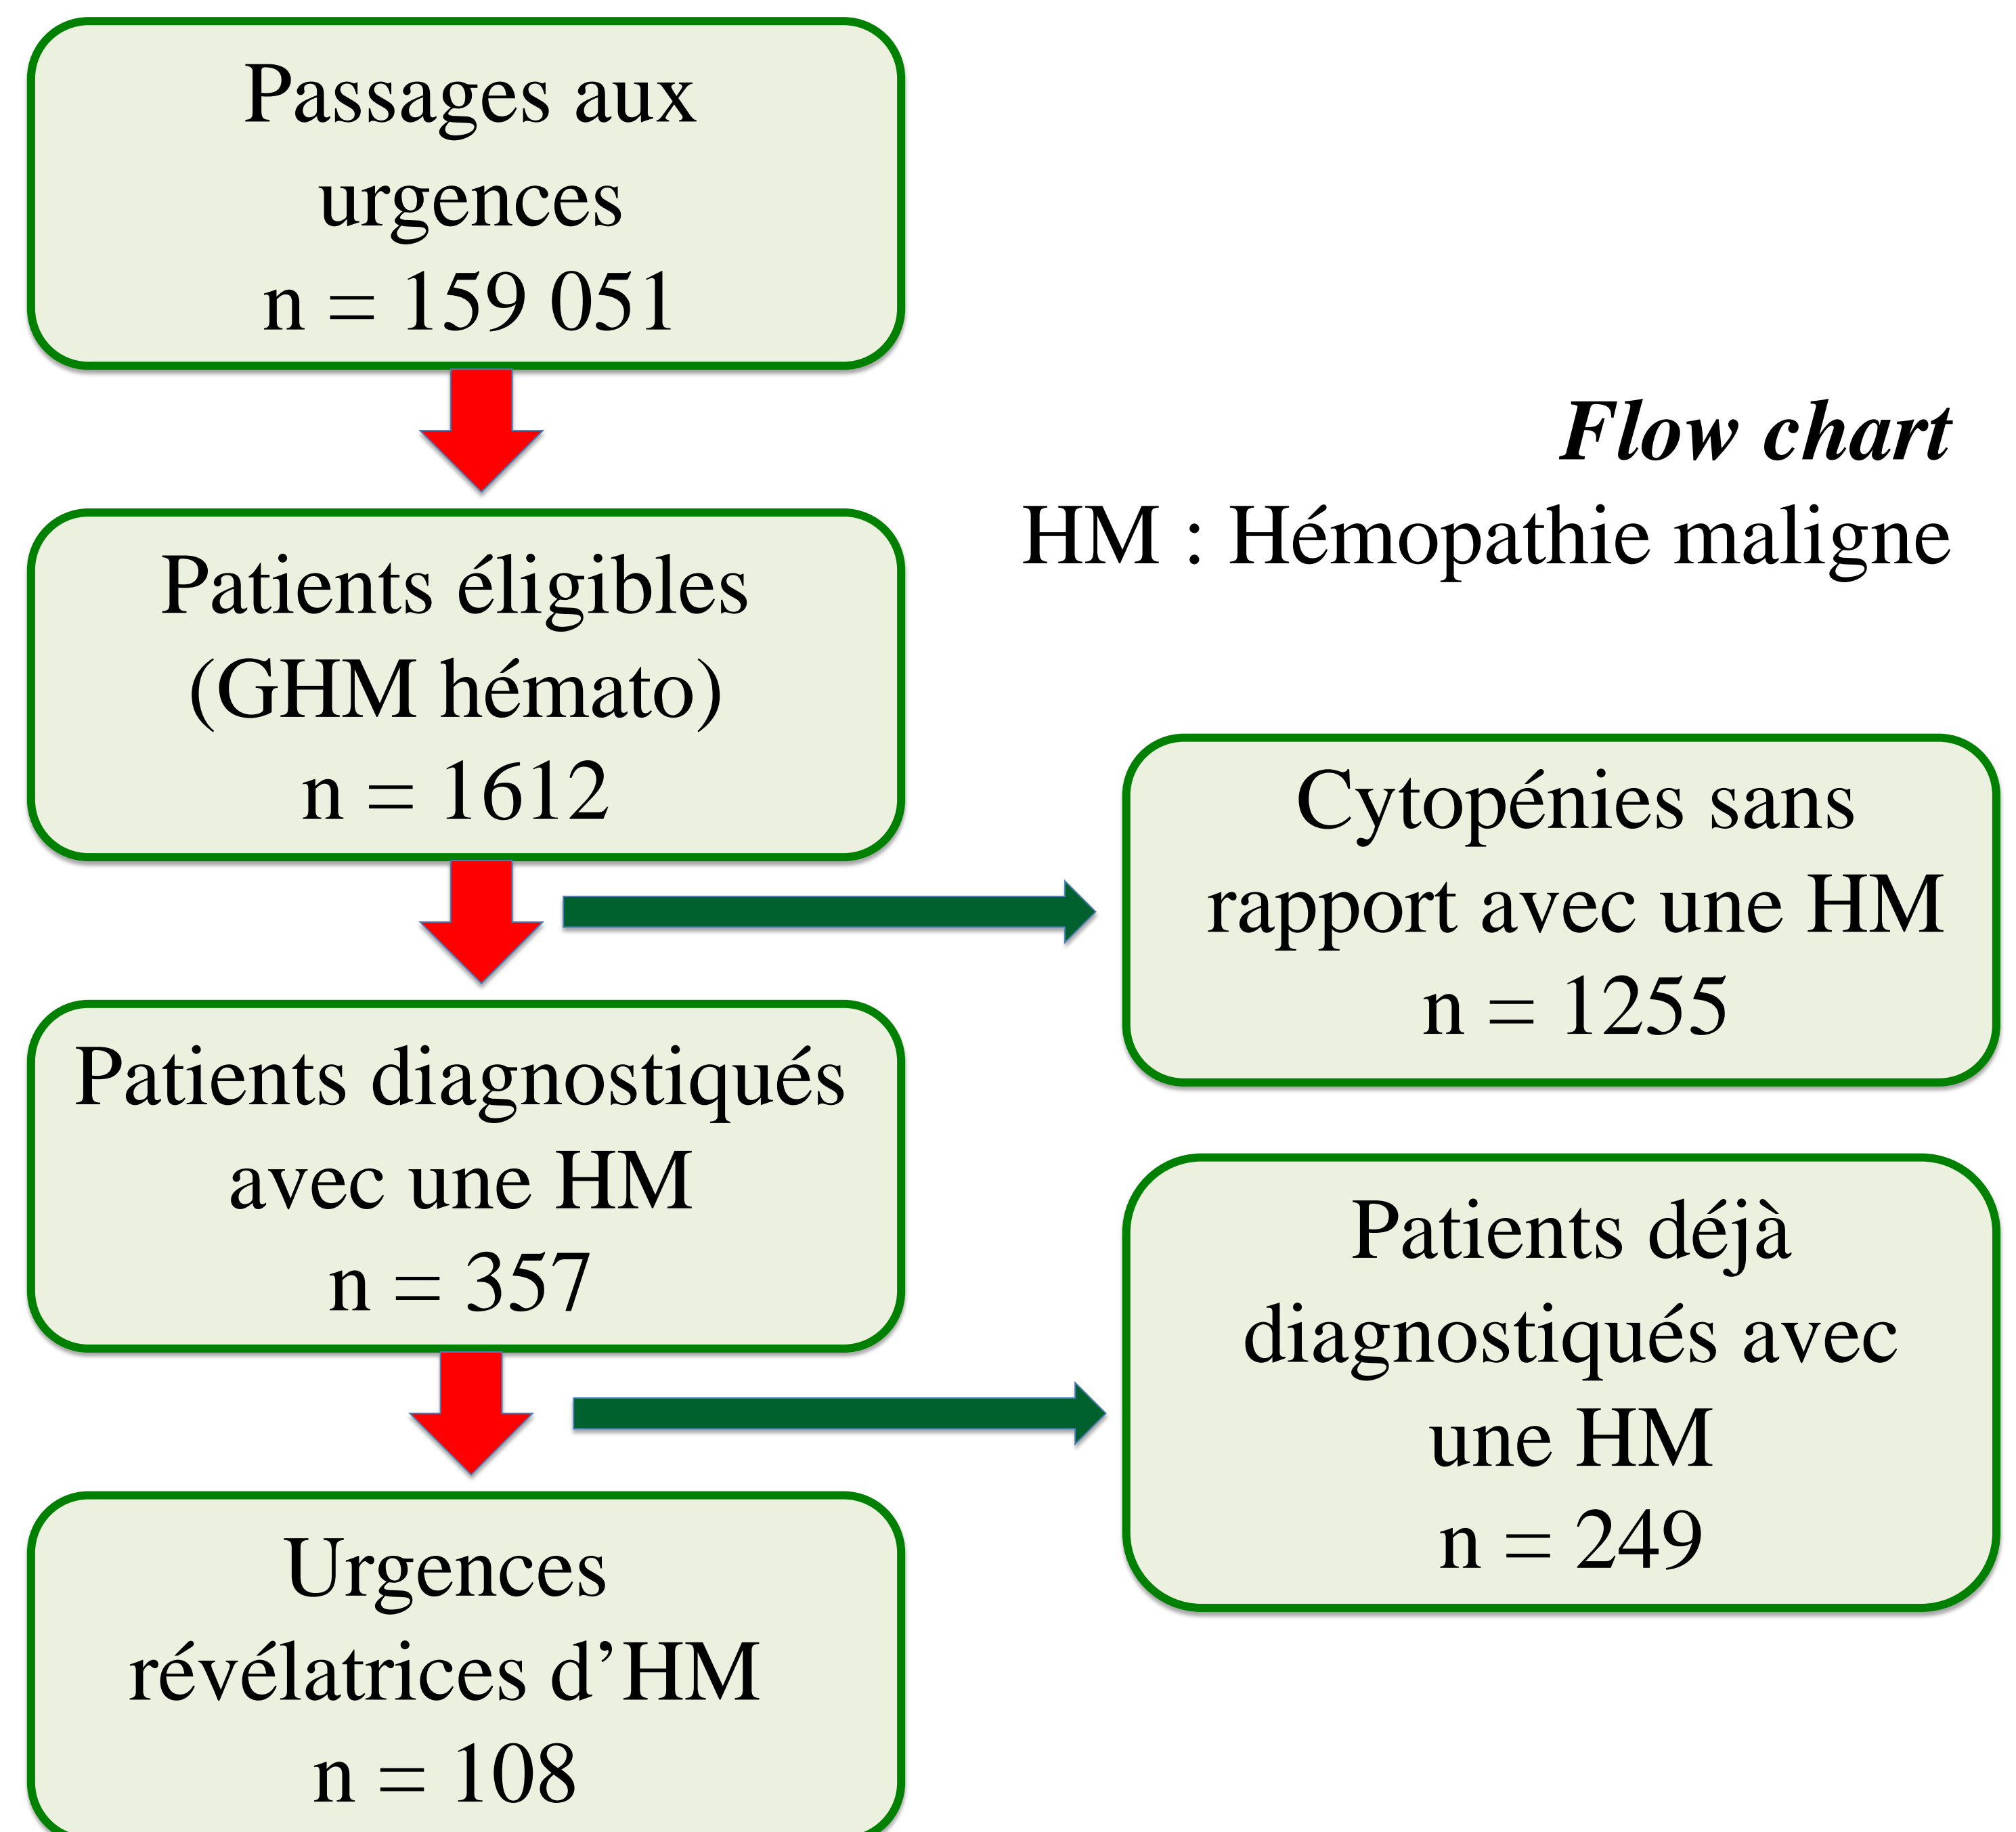 Passages aux
urgences
n = 159 051
Flow chart
HM : Hémopathie maligne
Patients éligibles
(GHM hémato)
n = 1612
Cytopénies sans
rapport avec une HM
n = 1255
Patients diagnostiqués
avec une HM
n = 357
Patients déjà
diagnostiqués avec
une HM
n = 249
Urgences
révélatrices d’HM
n = 108